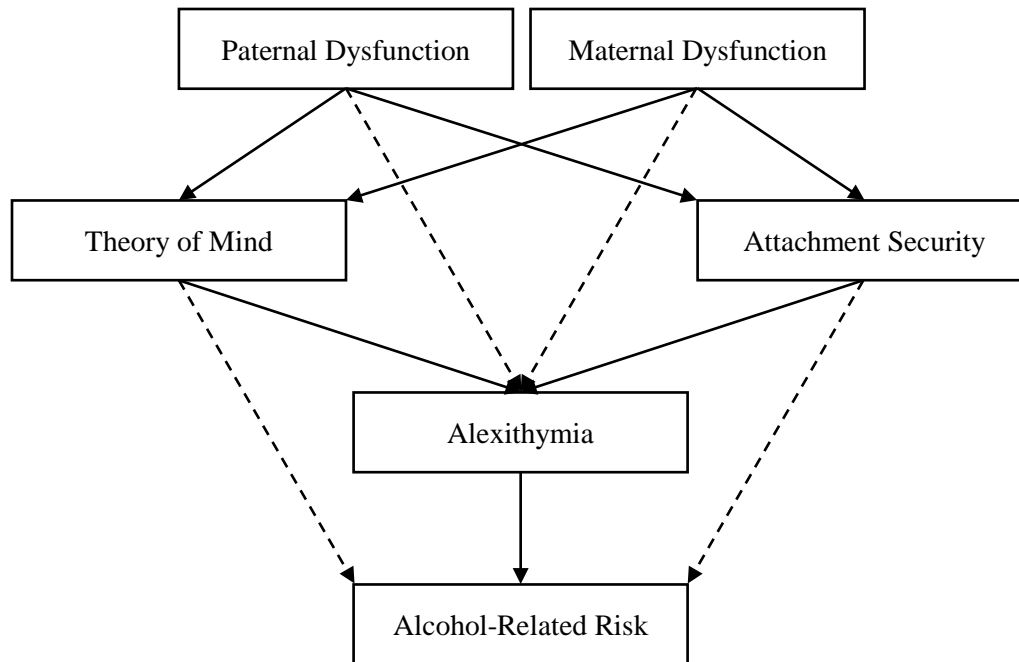 Paternal Dysfunction
Maternal Dysfunction
Theory of Mind
Attachment Security
Alexithymia
Alcohol-Related Risk